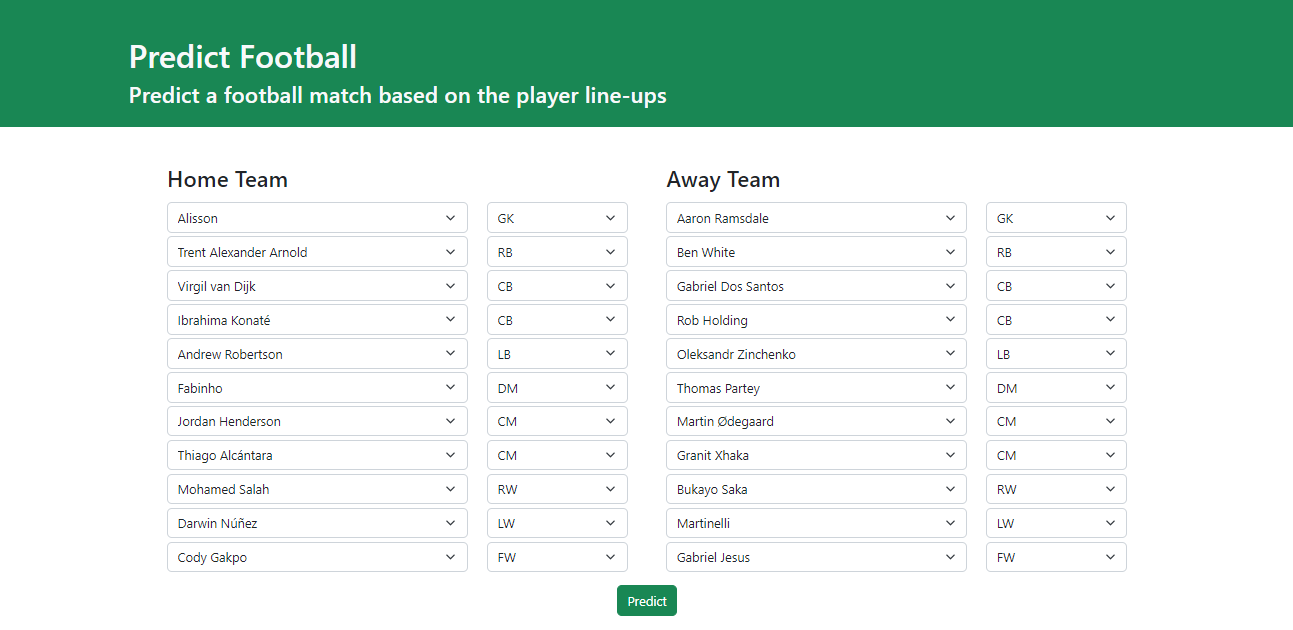 Predict Football
Predict a football match based on the player line-ups
Home Team Away Team
Alisson GK Aaron Ramsdale GK
Trent Alexander Arnold RB Ben White RB
Virgil van Dijk CB Gabriel Dos Santos CB
Ibrahima Konaté CB Rob Holding CB
Andrew Robertson LB Oleksandr Zinchenko LB
Fabinho DM Thomas Partey DM
Jordan Henderson CM Martin Ødegaard CM
Thiago Alcántara CM Granit Xhaka CM
Mohamed Salah RW Bukayo Saka RW
Darwin Núñez LW Martinelli LW
Cody Gakpo FW Gabriel Jesus FW
Predict